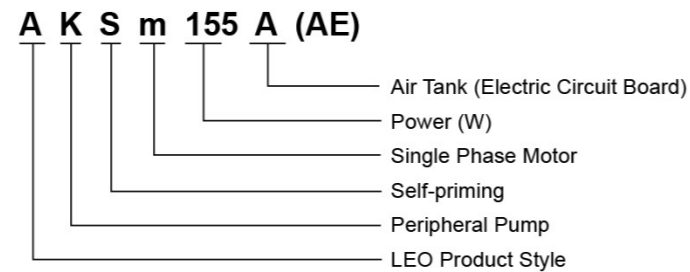 A K S m 155 A (AE)
Air Tank (Electric Circuit Board)
Power (W)
Single Phase Motor
Self-priming
Peripheral Pump
LEO Product Style